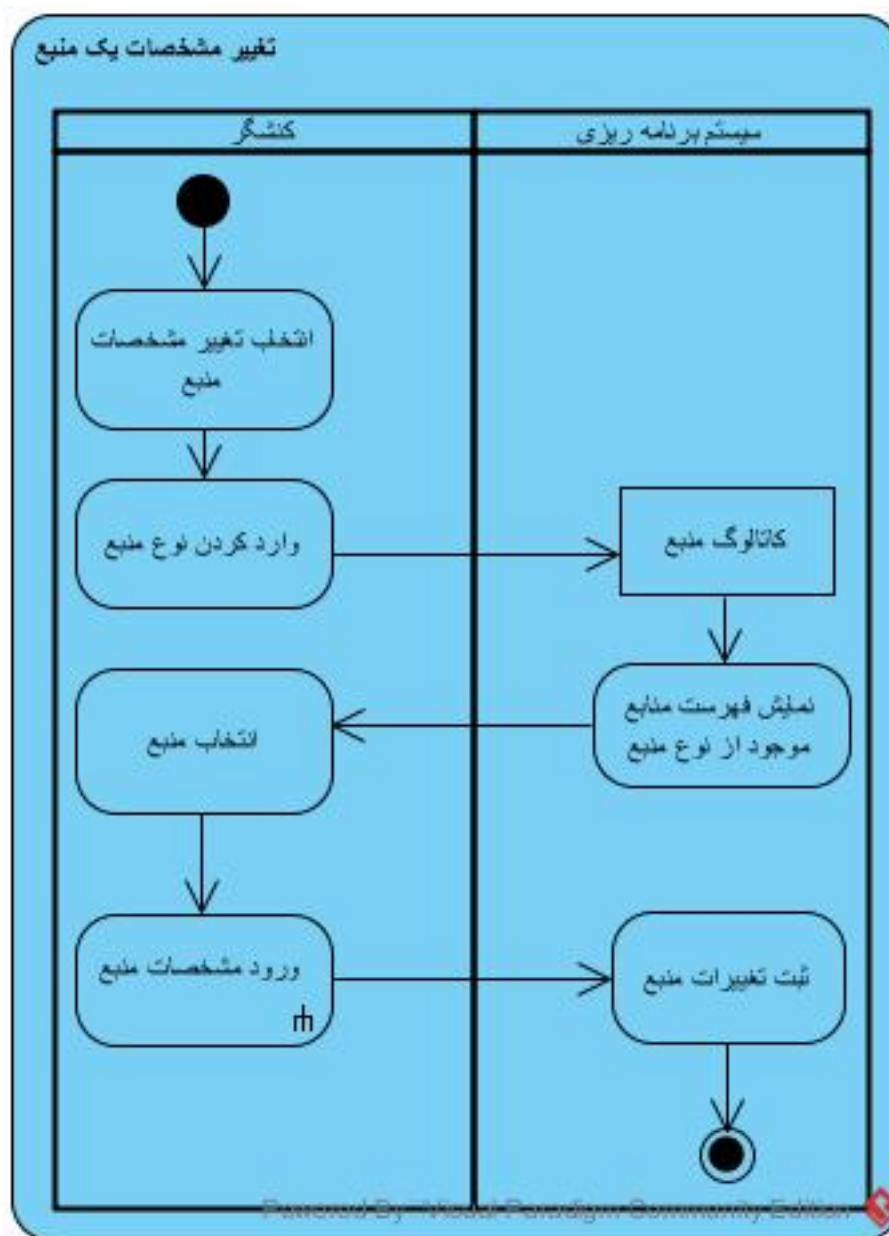 تغییر مشخصات یک منبع
کنشگر
سیستم برنامه ریزی
انتخاب تغییر مشخصات
منبع
وارد کردن نوع منبع
کاتالوگ منبع
نمایش فهرست منابع
موجود از نوع منبع
انتخاب منبع
ورود مشخصات منبع
ثبت تغییرات منبع
Powered By Visual Paradigm Community Edition